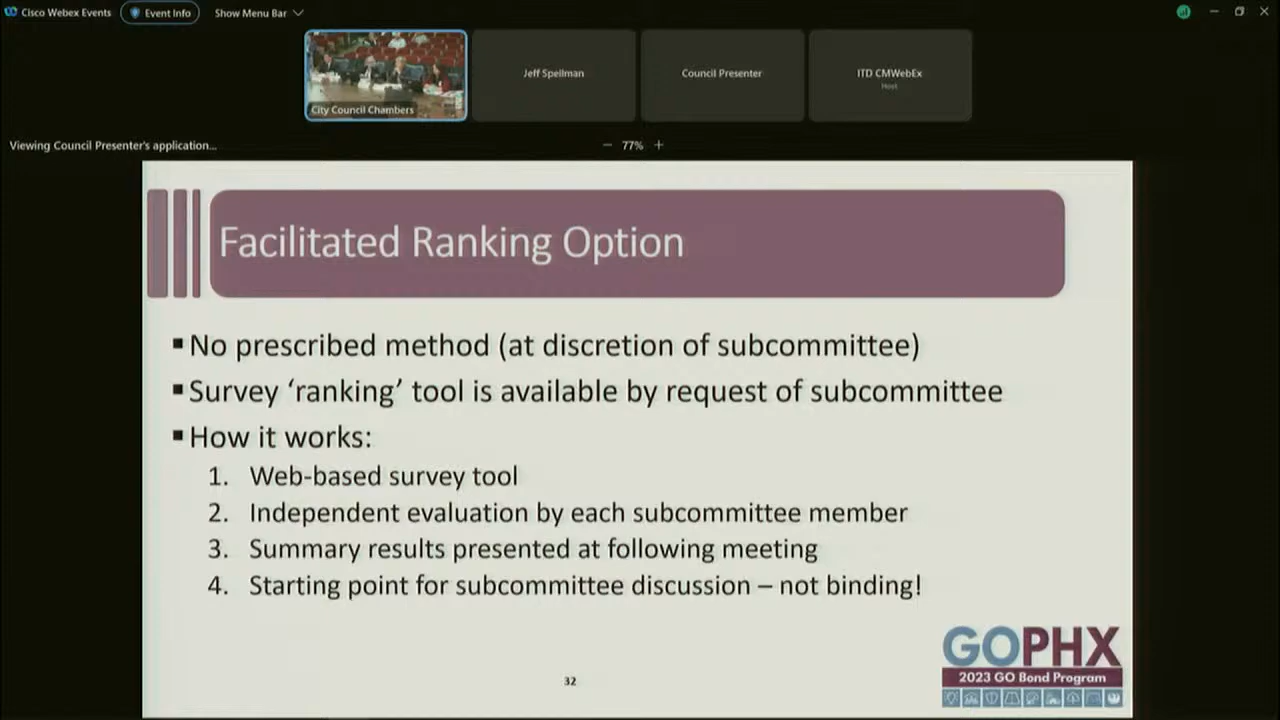 Cisco Webex Events
Event Info
Show Menu Bar
City Council Chambers
Jeff Spellman
Council Presenter
ITD CMWebEx
Host
Viewing Council Presenter's application...
77%
Facilitated Ranking Option
▪ No prescribed method (at discretion of subcommittee)
▪ Survey ‘ranking’ tool is available by request of subcommittee
▪ How it works:
1. Web-based survey tool
2. Independent evaluation by each subcommittee member
3. Summary results presented at following meeting
4. Starting point for subcommittee discussion – not binding!
GOPHX
2023 GO Bond Program
32